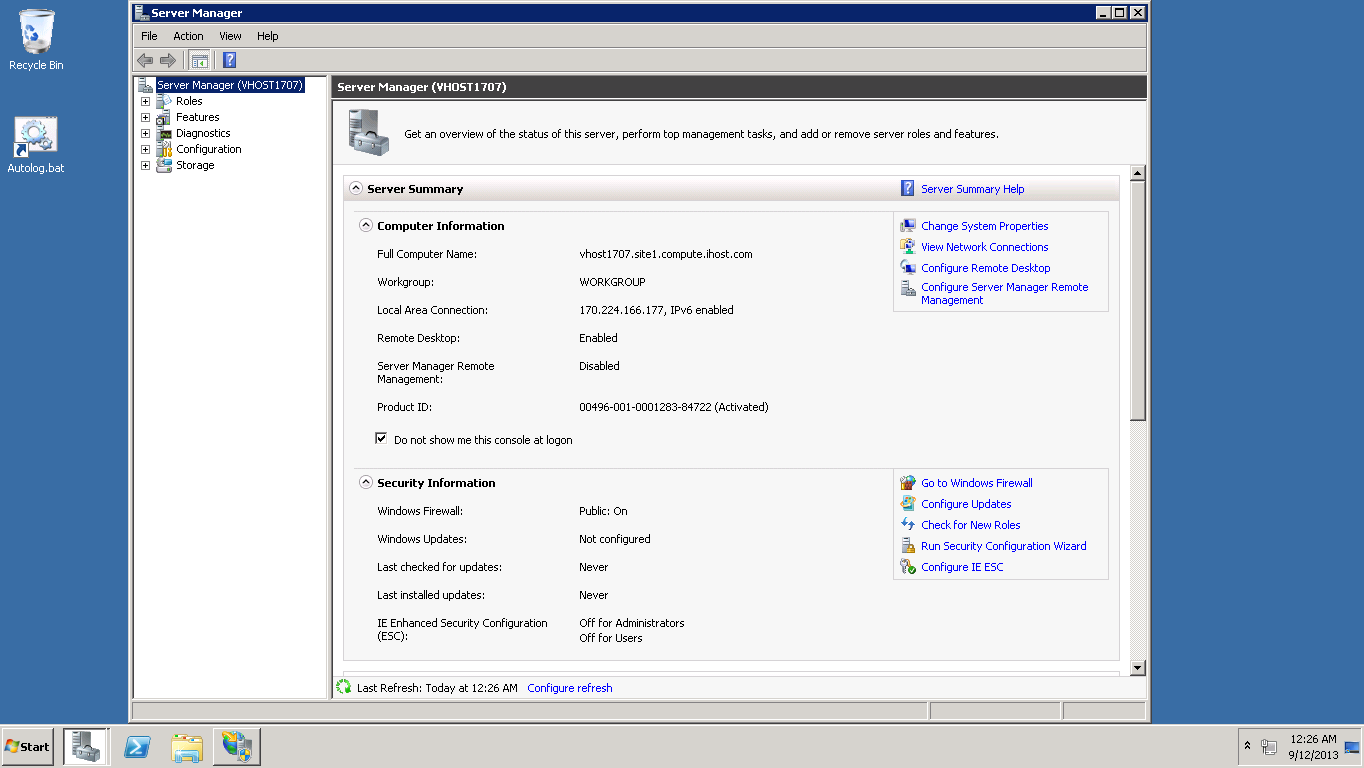 Recycle Bin
Autolog.bat
Server Manager
File Action View Help
Server Manager (VHOST1707)
Roles
Features
Diagnostics
Configuration
Storage
Server Manager (VHOST1707)
Get an overview of the status of this server, perform top management tasks, and add or remove server roles and features.
Server Summary
Server Summary Help
Computer Information
Full Computer Name: vhost1707.site1.compute.ihost.com
Workgroup: WORKGROUP
Local Area Connection: 170.224.166.177, IPv6 enabled
Remote Desktop: Enabled
Server Manager Remote Disabled
Management:
Product ID: 00496-001-0001283-84722 (Activated)
Do not show me this console at logon
Change System Properties
View Network Connections
Configure Remote Desktop
Configure Server Manager Remote
Management
Security Information
Windows Firewall: Public: On
Windows Updates: Not configured
Last checked for updates: Never
Last installed updates: Never
IE Enhanced Security Configuration Off for Administrators
(ESC): Off for Users
Go to Windows Firewall
Configure Updates
Check for New Roles
Run Security Configuration Wizard
Configure IE ESC
Last Refresh: Today at 12:26 AM Configure refresh
Start
12:26 AM
9/12/2013